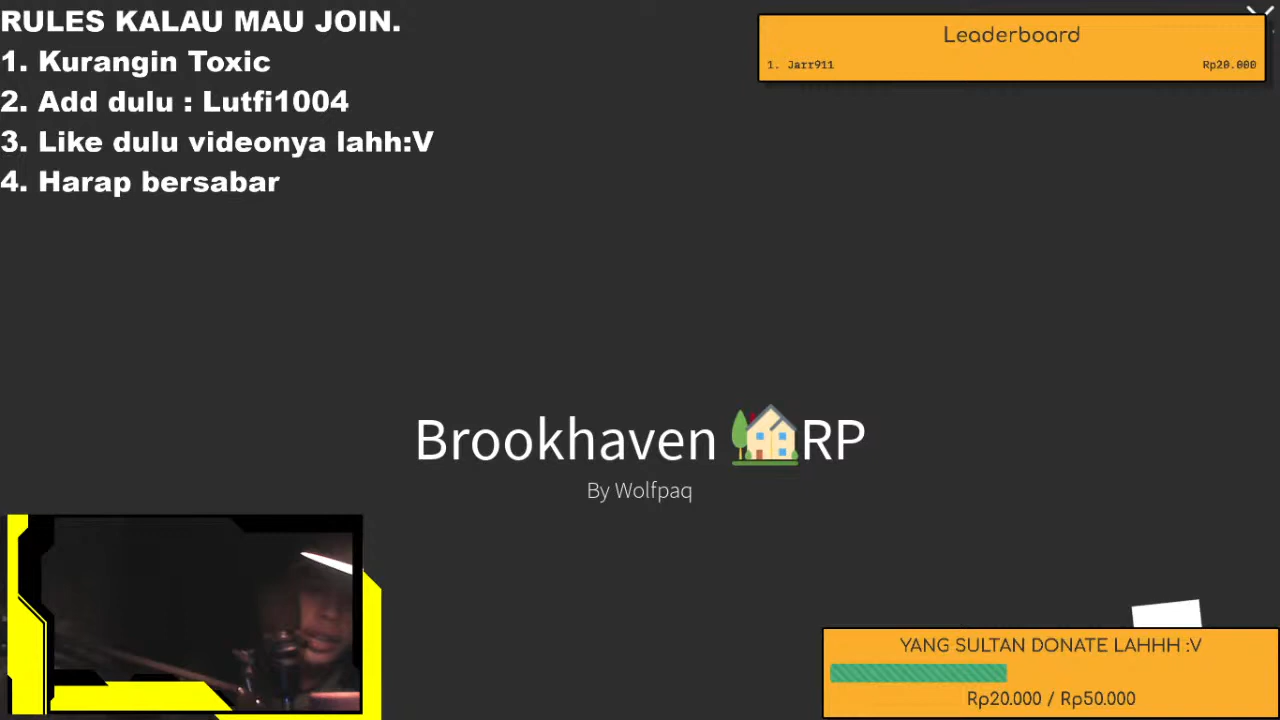 RULES KALAU MAU JOIN.
1. Kurangin Toxic
2. Add dulu : Lutfi1004
3. Like dulu videonya lahh:V
4. Harap bersabar
Leaderboard
1. Jarr911 Rp20.000
Brookhaven RP
By Wolfpaq
YANG SULTAN DONATE LAHHH :V
Rp20.000 / Rp50.000